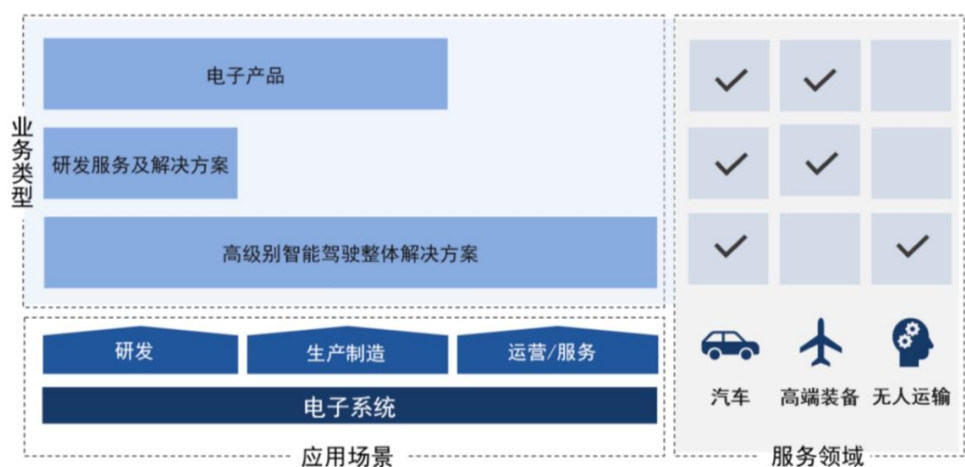 业务类型
电子产品
研发服务及解决方案
高级别智能驾驶整体解决方案
研发
生产制造
运营/服务
电子系统
应用场景
汽车
高端装备
无人运输
服务领域